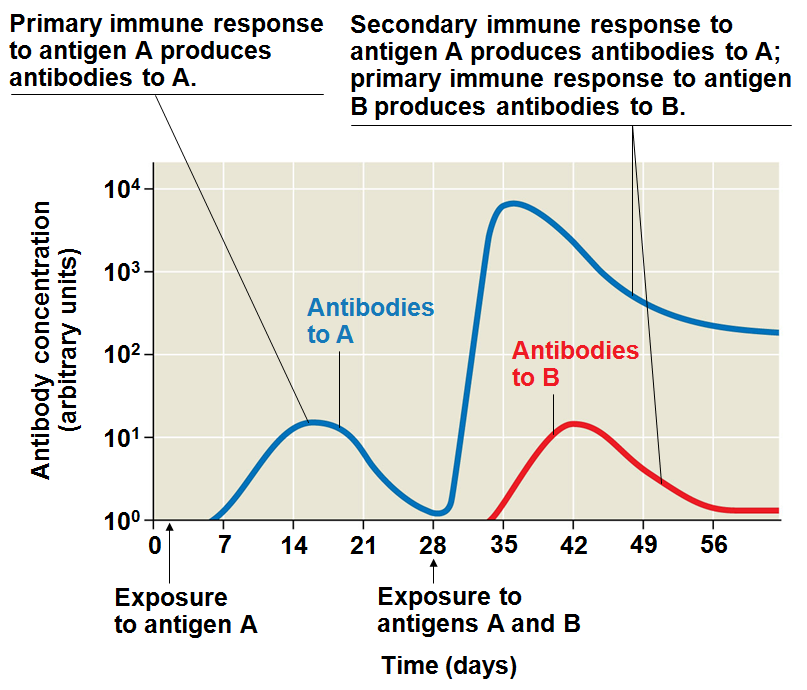 Primary immune response
to antigen A produces
antibodies to A.
Secondary immune response to
antigen A produces antibodies to A;
primary immune response to antigen
B produces antibodies to B.
Antibody concentration
(arbitrary units)
10⁴
10³
10²
10¹
10⁰
Antibodies
to A
Antibodies
to B
0 7 14 21 28 35 42 49 56
Exposure
to antigen A
Exposure to
antigens A and B
Time (days)